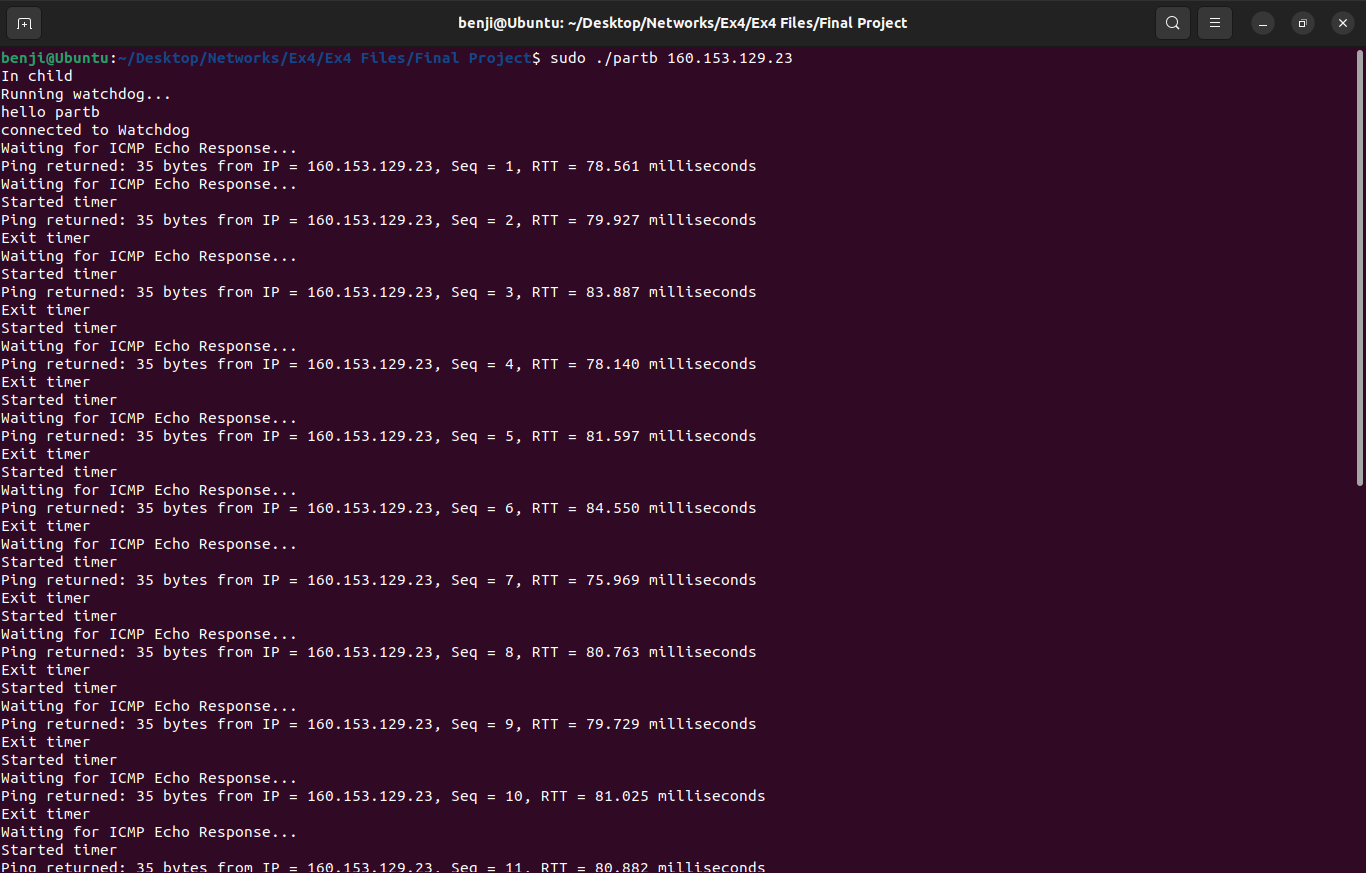 benji@Ubuntu: ~/Desktop/Networks/Ex4/Ex4 Files/Final Project
benji@Ubuntu:~/Desktop/Networks/Ex4/Ex4 Files/Final Project$ sudo ./partb 160.153.129.23
In child
Running watchdog...
hello partb
connected to Watchdog
Waiting for ICMP Echo Response...
Ping returned: 35 bytes from IP = 160.153.129.23, Seq = 1, RTT = 78.561 milliseconds
Waiting for ICMP Echo Response...
Started timer
Ping returned: 35 bytes from IP = 160.153.129.23, Seq = 2, RTT = 79.927 milliseconds
Exit timer
Waiting for ICMP Echo Response...
Started timer
Ping returned: 35 bytes from IP = 160.153.129.23, Seq = 3, RTT = 83.887 milliseconds
Exit timer
Started timer
Waiting for ICMP Echo Response...
Ping returned: 35 bytes from IP = 160.153.129.23, Seq = 4, RTT = 78.140 milliseconds
Exit timer
Started timer
Waiting for ICMP Echo Response...
Ping returned: 35 bytes from IP = 160.153.129.23, Seq = 5, RTT = 81.597 milliseconds
Exit timer
Started timer
Waiting for ICMP Echo Response...
Ping returned: 35 bytes from IP = 160.153.129.23, Seq = 6, RTT = 84.550 milliseconds
Exit timer
Waiting for ICMP Echo Response...
Started timer
Ping returned: 35 bytes from IP = 160.153.129.23, Seq = 7, RTT = 75.969 milliseconds
Exit timer
Started timer
Waiting for ICMP Echo Response...
Ping returned: 35 bytes from IP = 160.153.129.23, Seq = 8, RTT = 80.763 milliseconds
Exit timer
Started timer
Waiting for ICMP Echo Response...
Ping returned: 35 bytes from IP = 160.153.129.23, Seq = 9, RTT = 79.729 milliseconds
Exit timer
Started timer
Waiting for ICMP Echo Response...
Ping returned: 35 bytes from IP = 160.153.129.23, Seq = 10, RTT = 81.025 milliseconds
Exit timer
Waiting for ICMP Echo Response...
Started timer
Ping returned: 35 bytes from IP = 160.153.129.23, Seq = 11, RTT = 80.882 milliseconds